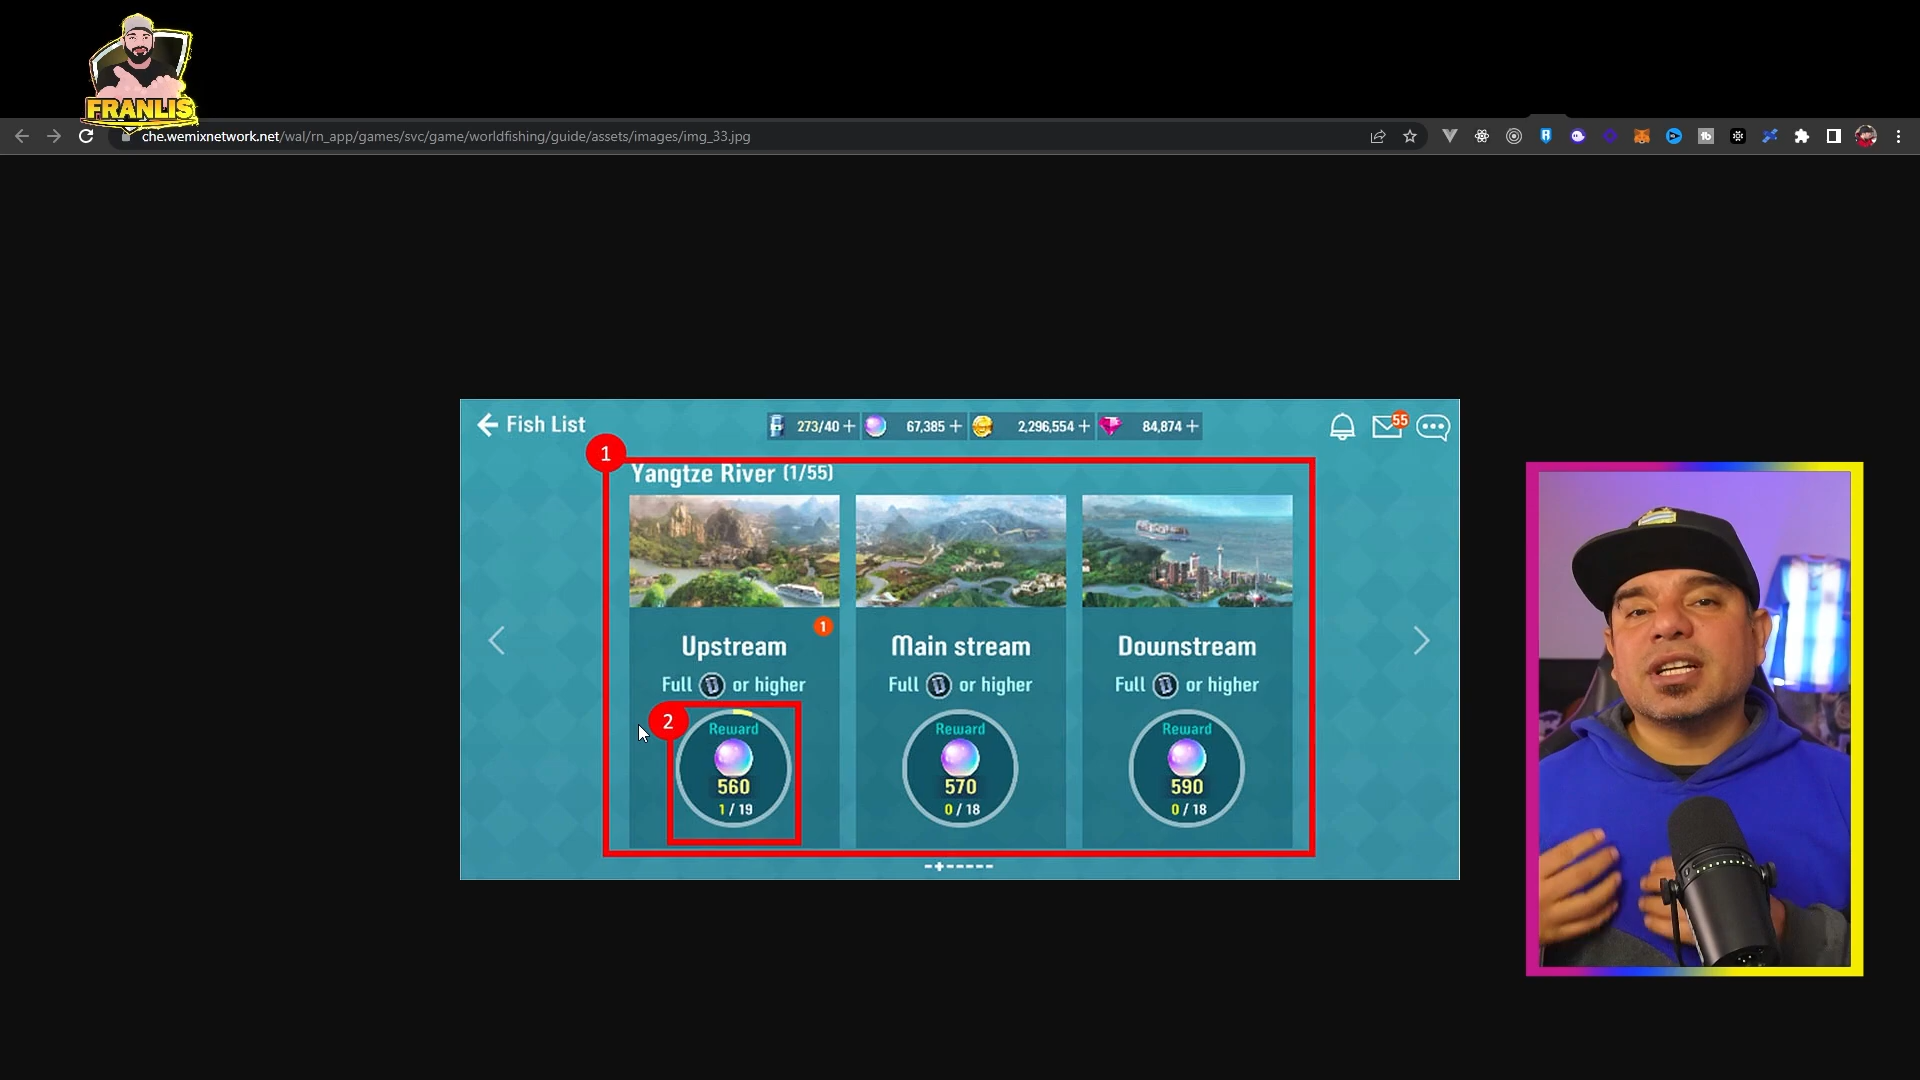 FRANLIS
che.wemixnetwork.net/wal/rn_app/games/svc/game/worldfishing/guide/assets/images/img_33.jpg
Fish List
273/40
67,385
2,296,554
84,874
55
1
Yangtze River (1/55)
1
Upstream
Main stream
Downstream
Full or higher
Full or higher
Full or higher
2
Reward
560
1 / 19
Reward
570
0 / 18
Reward
590
0 / 18